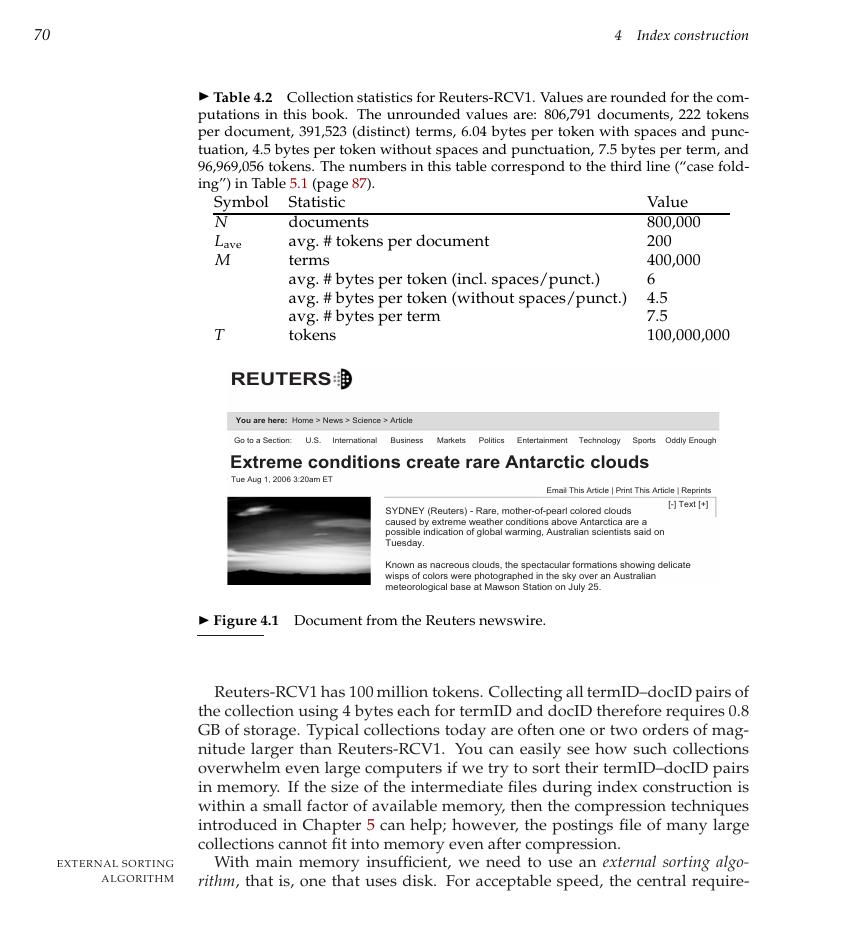 70
4 Index construction
► Table 4.2 Collection statistics for Reuters-RCV1. Values are rounded for the com-
putations in this book. The unrounded values are: 806,791 documents, 222 tokens
per document, 391,523 (distinct) terms, 6.04 bytes per token with spaces and punc-
tuation, 4.5 bytes per token without spaces and punctuation, 7.5 bytes per term, and
96,969,056 tokens. The numbers in this table correspond to the third line (“case fold-
ing”) in Table 5.1 (page 87).
Symbol Statistic Value
N documents 800,000
Lave avg. # tokens per document 200
M terms 400,000
avg. # bytes per token (incl. spaces/punct.) 6
avg. # bytes per token (without spaces/punct.) 4.5
avg. # bytes per term 7.5
T tokens 100,000,000
REUTERS
You are here: Home > News > Science > Article
Go to a Section: U.S. International Business Markets Politics Entertainment Technology Sports Oddly Enough
Extreme conditions create rare Antarctic clouds
Tue Aug 1, 2006 3:20am ET
Email This Article | Print This Article | Reprints
[-] Text [+]
SYDNEY (Reuters) - Rare, mother-of-pearl colored clouds
caused by extreme weather conditions above Antarctica are a
possible indication of global warming, Australian scientists said on
Tuesday.
Known as nacreous clouds, the spectacular formations showing delicate
wisps of colors were photographed in the sky over an Australian
meteorological base at Mawson Station on July 25.
► Figure 4.1 Document from the Reuters newswire.
Reuters-RCV1 has 100 million tokens. Collecting all termID–docID pairs of
the collection using 4 bytes each for termID and docID therefore requires 0.8
GB of storage. Typical collections today are often one or two orders of mag-
nitude larger than Reuters-RCV1. You can easily see how such collections
overwhelm even large computers if we try to sort their termID–docID pairs
in memory. If the size of the intermediate files during index construction is
within a small factor of available memory, then the compression techniques
introduced in Chapter 5 can help; however, the postings file of many large
collections cannot fit into memory even after compression.
EXTERNAL SORTING
ALGORITHM
With main memory insufficient, we need to use an external sorting algo-
rithm, that is, one that uses disk. For acceptable speed, the central require-